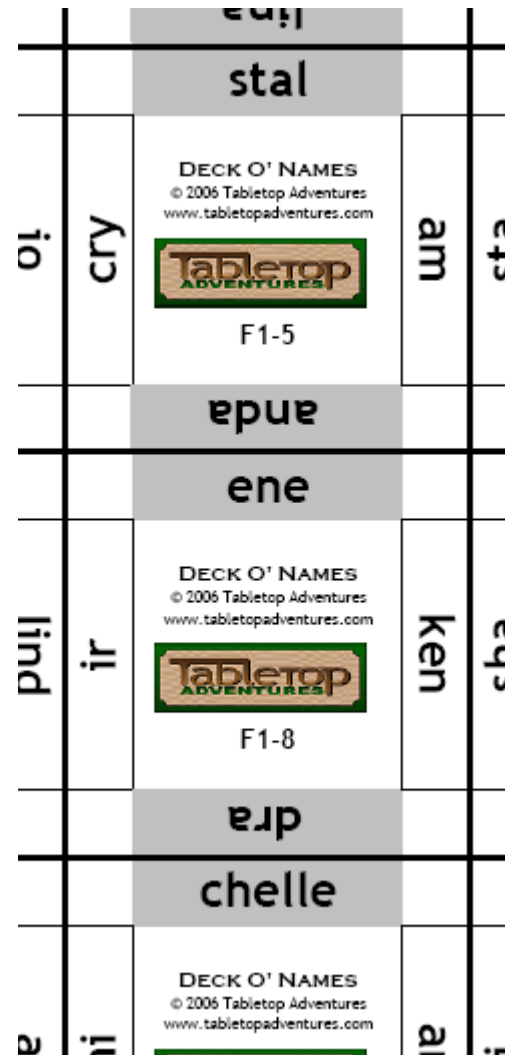 lina
stal
DECK O' NAMES
© 2006 Tabletop Adventures
www.tabletopadventures.com
io
cry
am
Tabletop
ADVENTURES
F1-5
anda
ene
DECK O' NAMES
© 2006 Tabletop Adventures
www.tabletopadventures.com
lind
ir
ken
Tabletop
ADVENTURES
F1-8
dra
chelle
DECK O' NAMES
© 2006 Tabletop Adventures
www.tabletopadventures.com